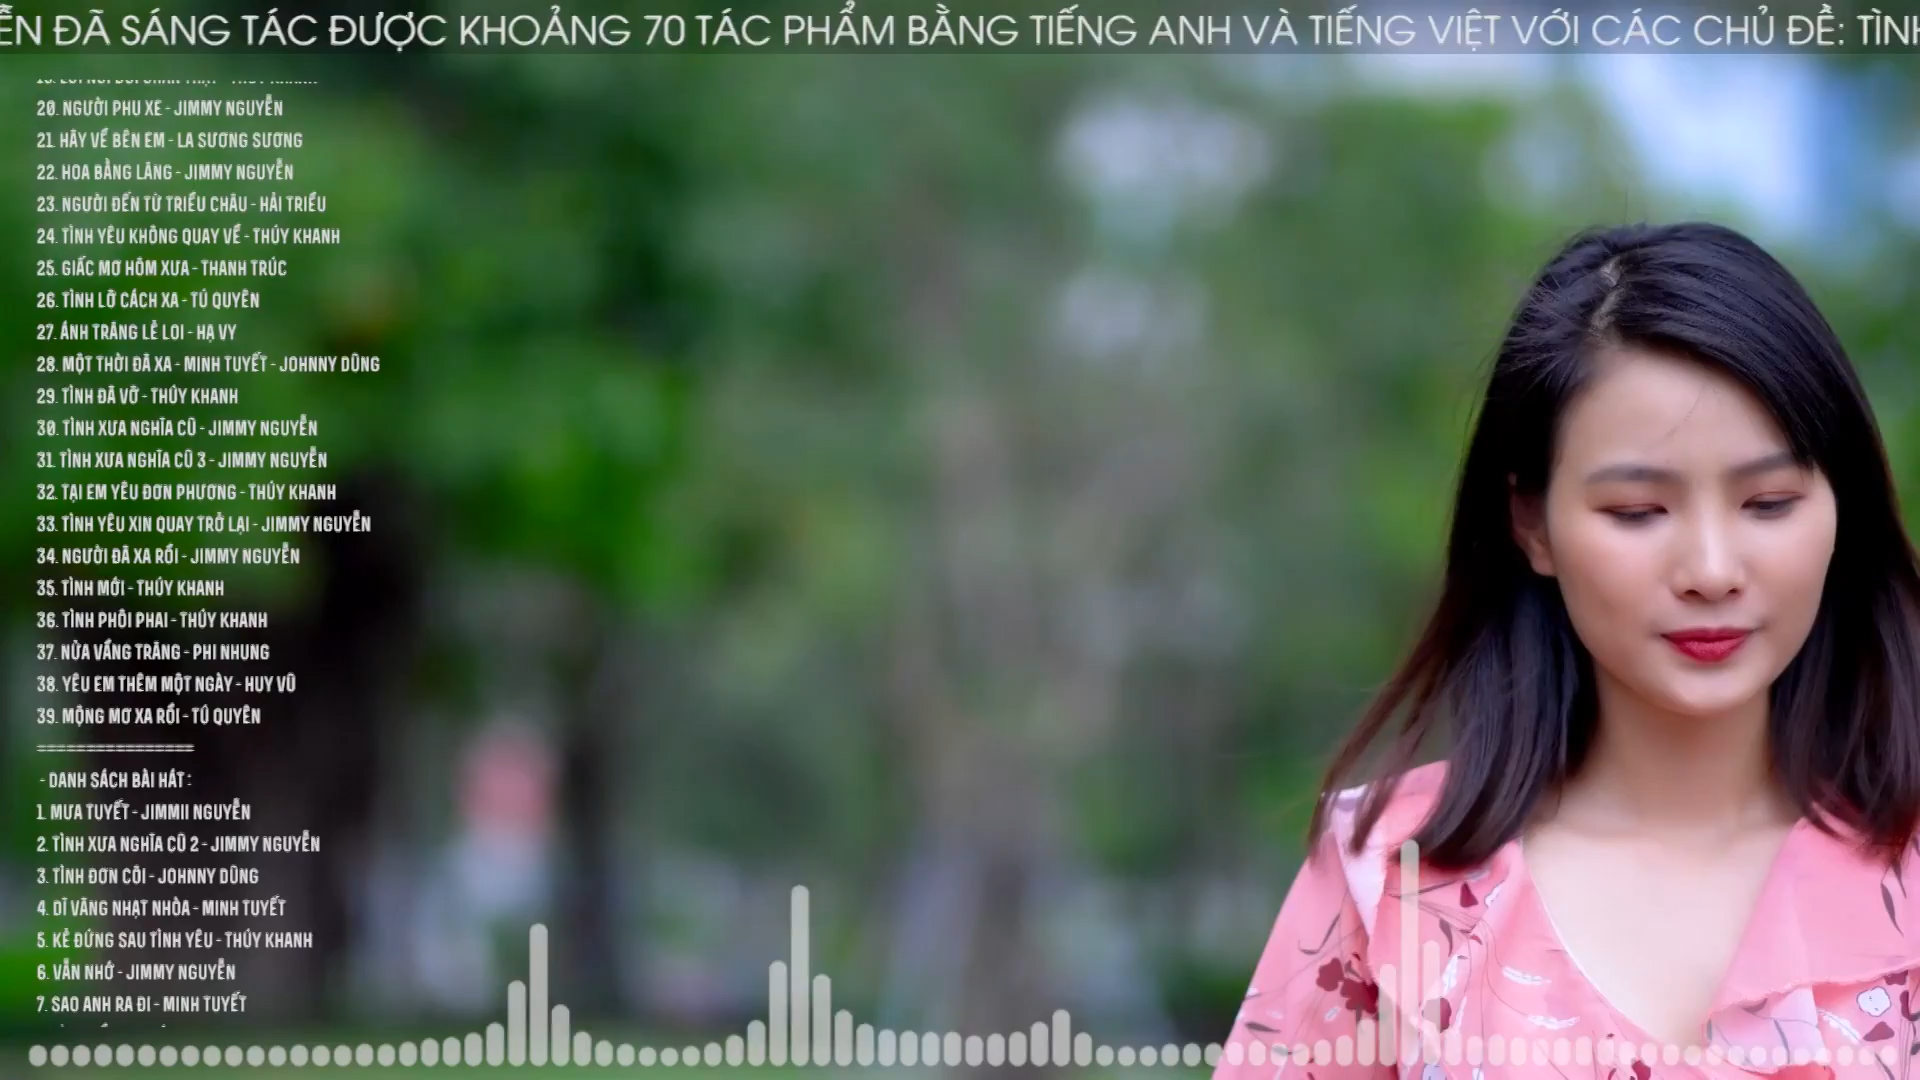 ỄN ĐÃ SÁNG TÁC ĐƯỢC KHOẢNG 70 TÁC PHẨM BẰNG TIẾNG ANH VÀ TIẾNG VIỆT VỚI CÁC CHỦ ĐỀ: TÌNH
20. NGƯỜI PHU XE - JIMMY NGUYỄN
21. HÃY VỀ BÊN EM - LA SƯƠNG SƯƠNG
22. HOA BẰNG LĂNG - JIMMY NGUYỄN
23. NGƯỜI ĐẾN TỪ TRIỀU CHÂU - HẢI TRIỀU
24. TÌNH YÊU KHÔNG QUAY VỀ - THÚY KHANH
25. GIẤC MƠ HÔM XƯA - THANH TRÚC
26. TÌNH LỠ CÁCH XA - TÚ QUYÊN
27. ÁNH TRĂNG LẺ LOI - HẠ VY
28. MỘT THỜI ĐÃ XA - MINH TUYẾT - JOHNNY DŨNG
29. TÌNH ĐÃ VỠ - THÚY KHANH
30. TÌNH XƯA NGHĨA CŨ - JIMMY NGUYỄN
31. TÌNH XƯA NGHĨA CŨ 3 - JIMMY NGUYỄN
32. TẠI EM YÊU ĐƠN PHƯƠNG - THÚY KHANH
33. TÌNH YÊU XIN QUAY TRỞ LẠI - JIMMY NGUYỄN
34. NGƯỜI ĐÃ XA RỒI - JIMMY NGUYỄN
35. TÌNH MỚI - THÚY KHANH
36. TÌNH PHÔI PHAI - THÚY KHANH
37. NỬA VẦNG TRĂNG - PHI NHUNG
38. YÊU EM THÊM MỘT NGÀY - HUY VŨ
39. MỘNG MƠ XA RỒI - TÚ QUYÊN
================
- DANH SÁCH BÀI HÁT :
1. MƯA TUYẾT - JIMMII NGUYỄN
2. TÌNH XƯA NGHĨA CŨ 2 - JIMMY NGUYỄN
3. TÌNH ĐƠN CÔI - JOHNNY DŨNG
4. DĨ VÃNG NHẠT NHÒA - MINH TUYẾT
5. KẺ ĐỨNG SAU TÌNH YÊU - THÚY KHANH
6. VẪN NHỚ - JIMMY NGUYỄN
7. SAO ANH RA ĐI - MINH TUYẾT